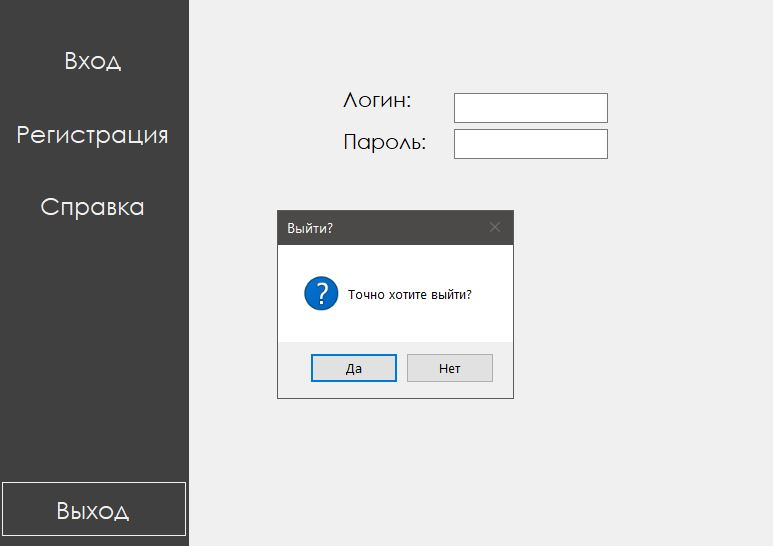 Вход
Регистрация
Справка
Выход
Логин:
Пароль:
Выйти?
?
Точно хотите выйти?
Да
Нет